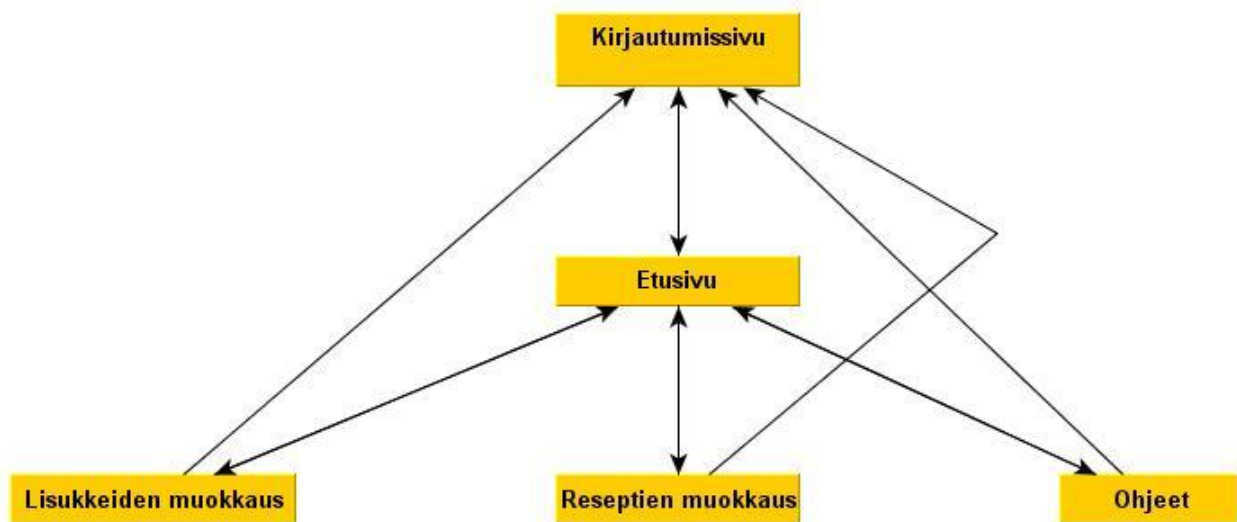 Kirjautumissivu
Etusivu
Lisukkeiden muokkaus
Reseptien muokkaus
Ohjeet